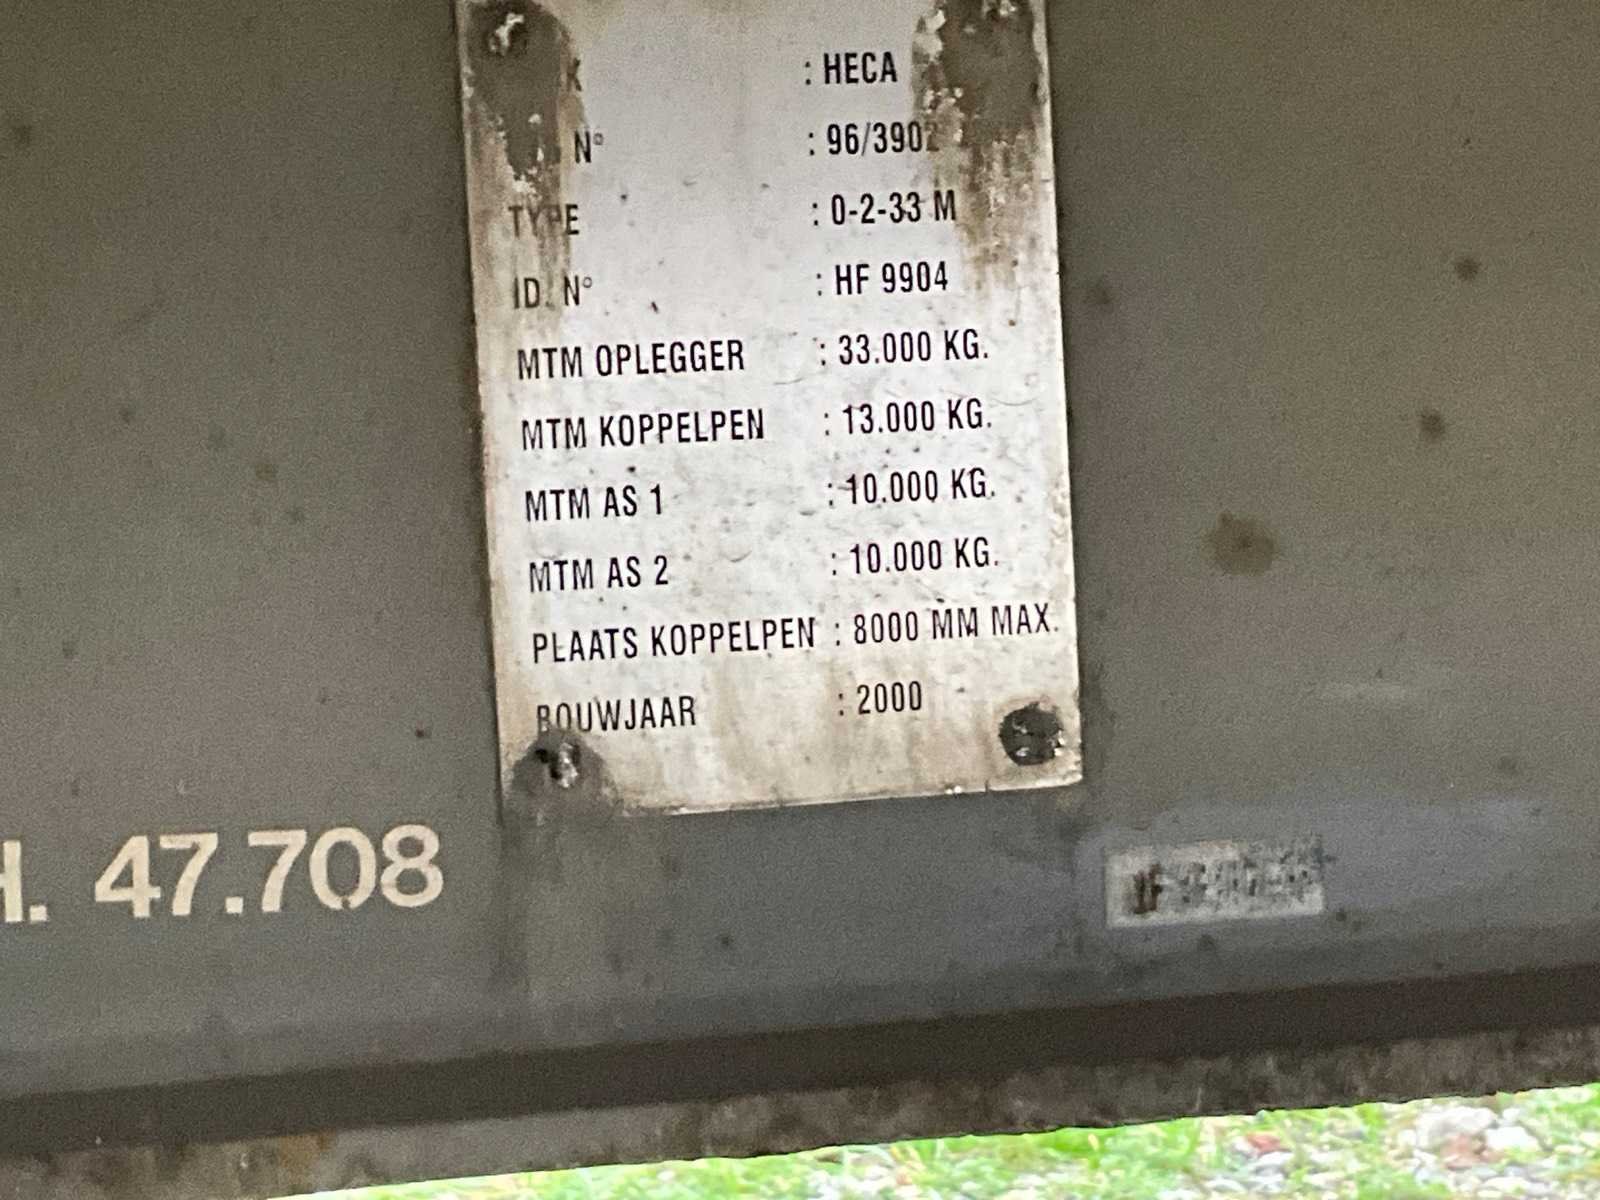 : HECA
N° : 96/3902
TYPE : 0-2-33 M
ID. N° : HF 9904
MTM OPLEGGER : 33.000 KG.
MTM KOPPELPEN : 13.000 KG.
MTM AS 1 : 10.000 KG.
MTM AS 2 : 10.000 KG.
PLAATS KOPPELPEN : 8000 MM MAX.
BOUWJAAR : 2000
H. 47.708